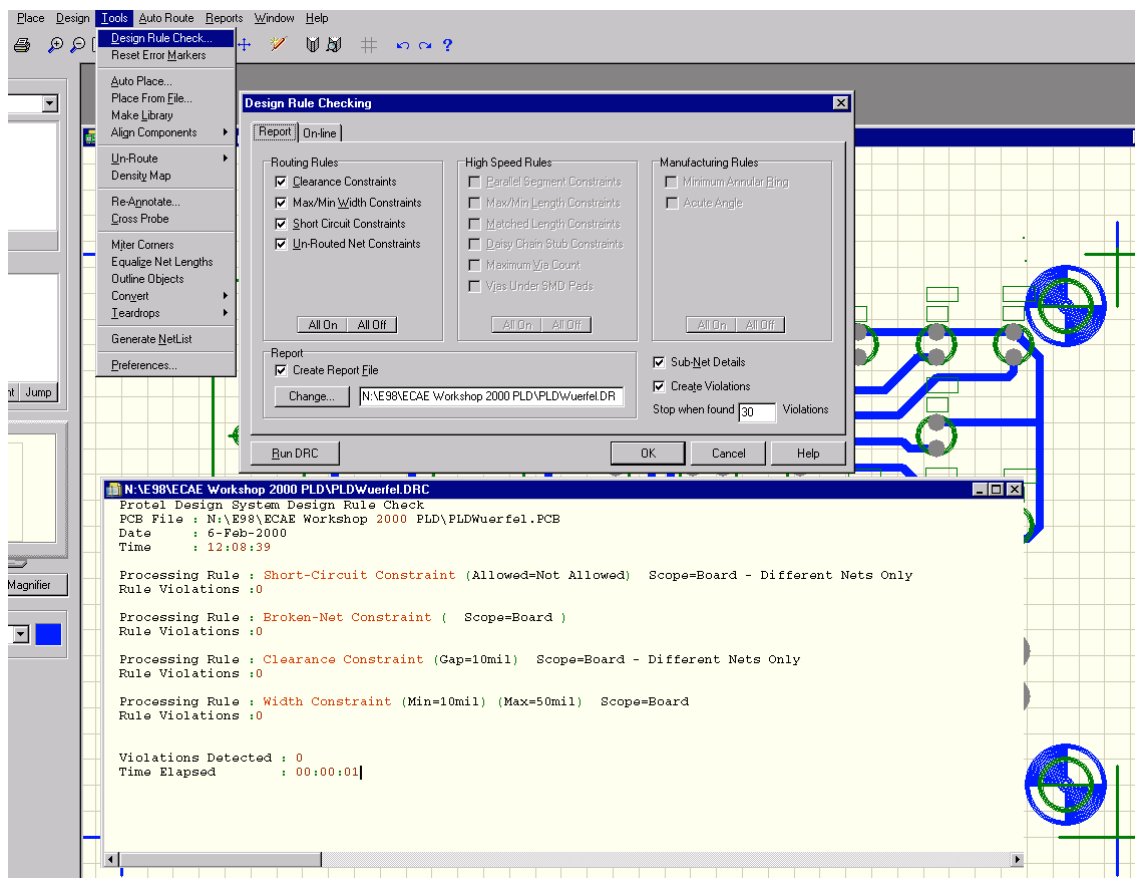 Place Design Tools Auto Route Reports Window Help
Design Rule Check...
Reset Error Markers
Auto Place...
Place From File...
Make Library
Align Components
Un-Route
Density Map
Re-Annotate...
Cross Probe
Miter Corners
Equalize Net Lengths
Outline Objects
Convert
Teardrops
Generate NetList
Preferences...
Jump
Magnifier
Design Rule Checking
Report On-line
Routing Rules
Clearance Constraints
Max/Min Width Constraints
Short Circuit Constraints
Un-Routed Net Constraints
All On All Off
High Speed Rules
Parallel Segment Constraints
Max/Min Length Constraints
Matched Length Constraints
Daisy Chain Stub Constraints
Maximum Via Count
Vias Under SMD Pads
All On All Off
Manufacturing Rules
Minimum Annular Ring
Acute Angle
All On All Off
Report
Create Report File
Change... N:\E98\ECAE Workshop 2000 PLD\PLDWuerfel.DR
Sub-Net Details
Create Violations
Stop when found 30 Violations
Run DRC OK Cancel Help
N:\E98\ECAE Workshop 2000 PLD\PLDWuerfel.DRC
Protel Design System Design Rule Check
PCB File : N:\E98\ECAE Workshop 2000 PLD\PLDWuerfel.PCB
Date : 6-Feb-2000
Time : 12:08:39
Processing Rule : Short-Circuit Constraint (Allowed=Not Allowed) Scope=Board - Different Nets Only
Rule Violations :0
Processing Rule : Broken-Net Constraint ( Scope=Board )
Rule Violations :0
Processing Rule : Clearance Constraint (Gap=10mil) Scope=Board - Different Nets Only
Rule Violations :0
Processing Rule : Width Constraint (Min=10mil) (Max=50mil) Scope=Board
Rule Violations :0
Violations Detected : 0
Time Elapsed : 00:00:01